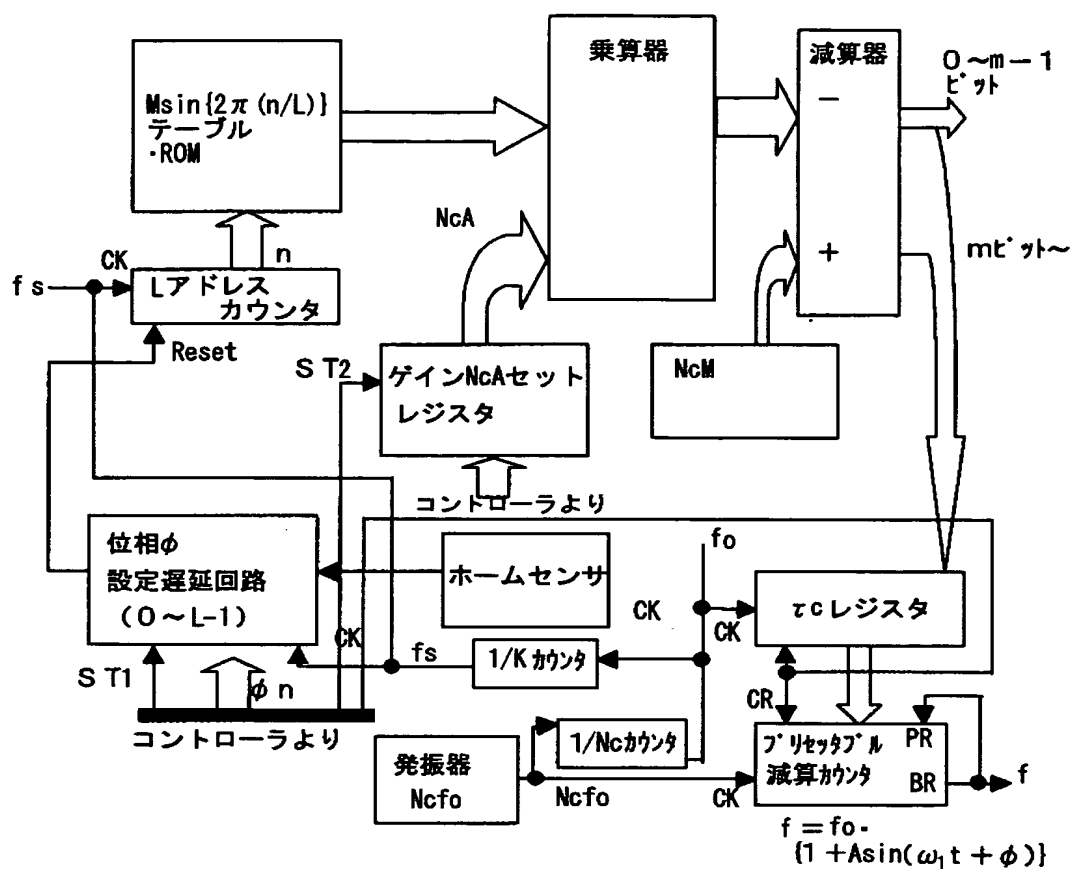 乗算器
減算器
0～m－1
ビット
Msin{2π(n/L)}
テーブル
・ROM
－
NcA
＋
mビット～
n
CK
fs
Lアドレス
カウンタ
Reset
ST2
ゲインNcAセット
レジスタ
NcM
コントローラより
fo
位相φ
設定遅延回路
(0～L-1)
ホームセンサ
CK
CK
τcレジスタ
CK
fs
1/Kカウンタ
ST1
φn
CR
コントローラより
1/Ncカウンタ
プリセッタブル
減算カウンタ
PR
BR
発振器
Ncfo
Ncfo
CK
f
f＝fo・
{1＋Asin(ω₁t＋φ)}